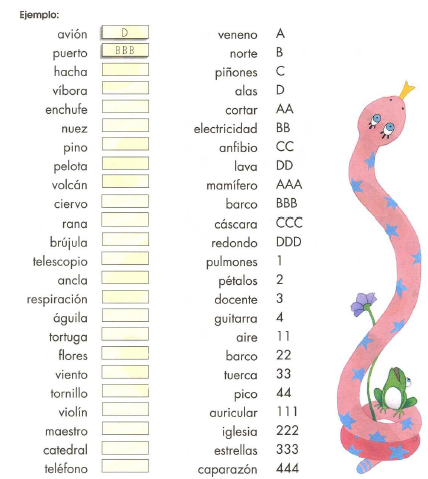 Ejemplo:
avión D veneno A
puerto BBB norte B
hacha piñones C
víbora alas D
enchufe cortar AA
nuez electricidad BB
pino anfibio CC
pelota lava DD
volcán mamífero AAA
ciervo barco BBB
rana cáscara CCC
brújula redondo DDD
telescopio pulmones 1
ancla pétalos 2
respiración docente 3
águila guitarra 4
tortuga aire 11
flores barco 22
viento tuerca 33
tornillo pico 44
violín auricular 111
maestro iglesia 222
catedral estrellas 333
teléfono caparazón 444